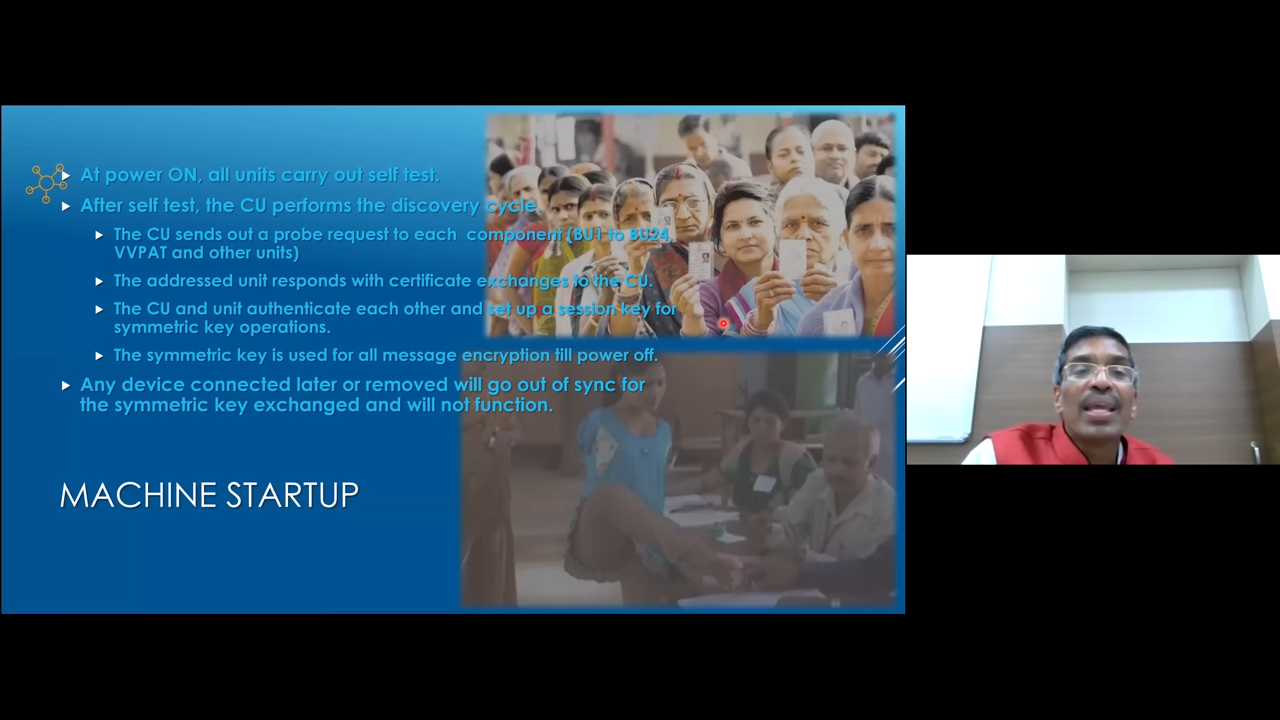 At power ON, all units carry out self test.
After self test, the CU performs the discovery cycle.
The CU sends out a probe request to each component (BU1 to BU24,
VVPAT and other units)
The addressed unit responds with certificate exchanges to the CU.
The CU and unit authenticate each other and set up a session key for
symmetric key operations.
The symmetric key is used for all message encryption till power off.
Any device connected later or removed will go out of sync for
the symmetric key exchanged and will not function.
MACHINE STARTUP